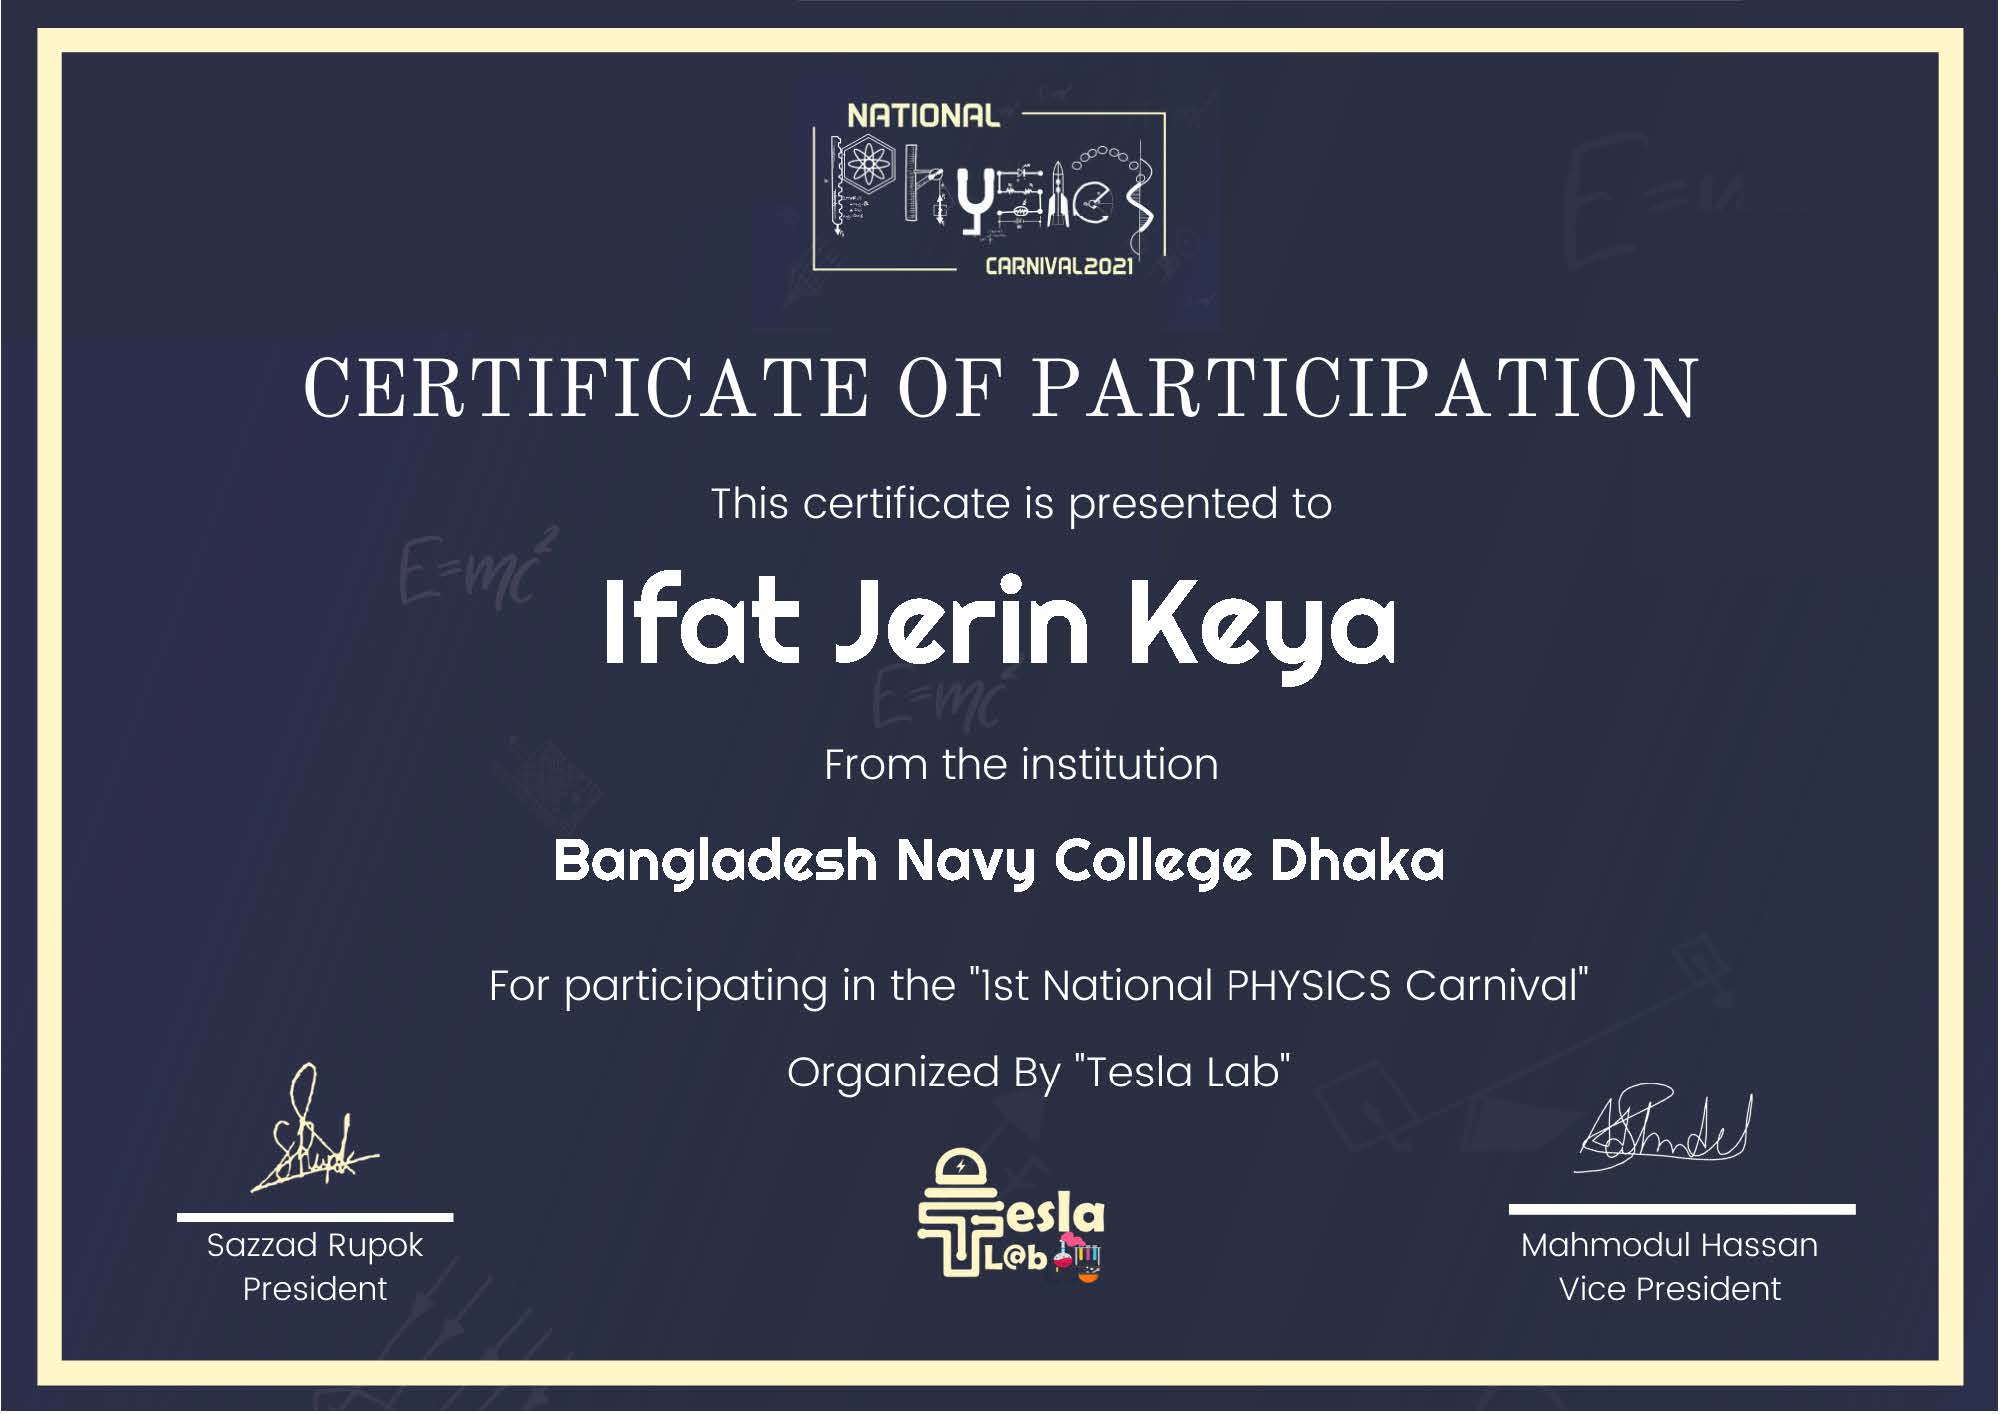 NATIONAL
Physics
CARNIVAL2021
CERTIFICATE OF PARTICIPATION
This certificate is presented to
E=mc²
Ifat Jerin Keya
E=mc²
From the institution
Bangladesh Navy College Dhaka
For participating in the "1st National PHYSICS Carnival"
Organized By "Tesla Lab"
Tesla
L@b
Sazzad Rupok
President
Mahmodul Hassan
Vice President